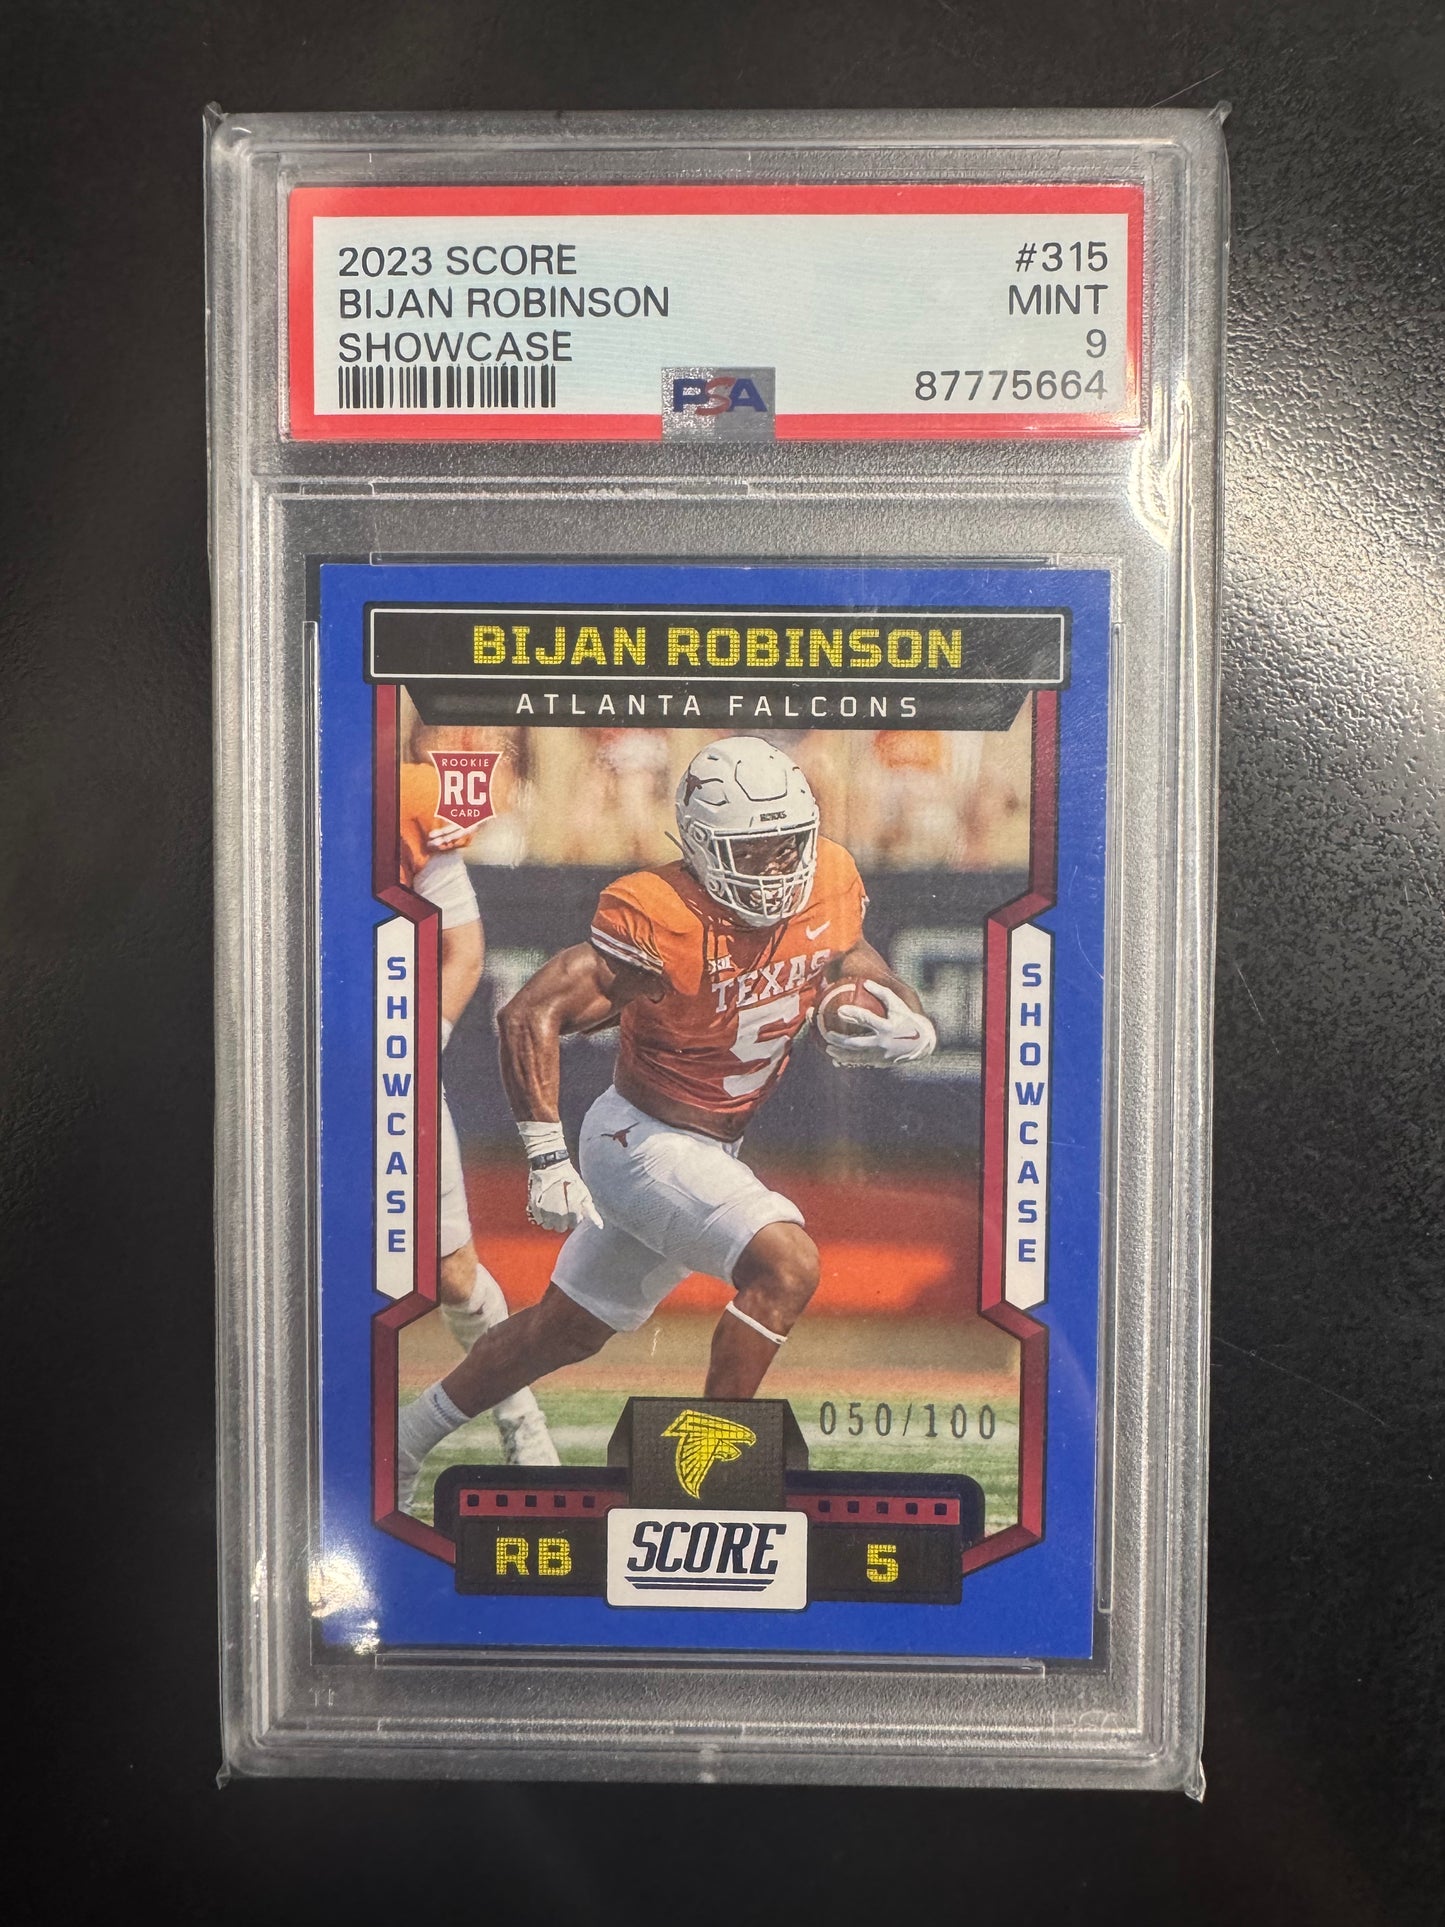 2023 SCORE #315
BIJAN ROBINSON MINT
SHOWCASE 9
PSA 87775664
BIJAN ROBINSON
ATLANTA FALCONS
ROOKIE
RC
CARD
HORNS
TEXAS
5
SHOWCASE
SHOWCASE
050/100
RB SCORE 5